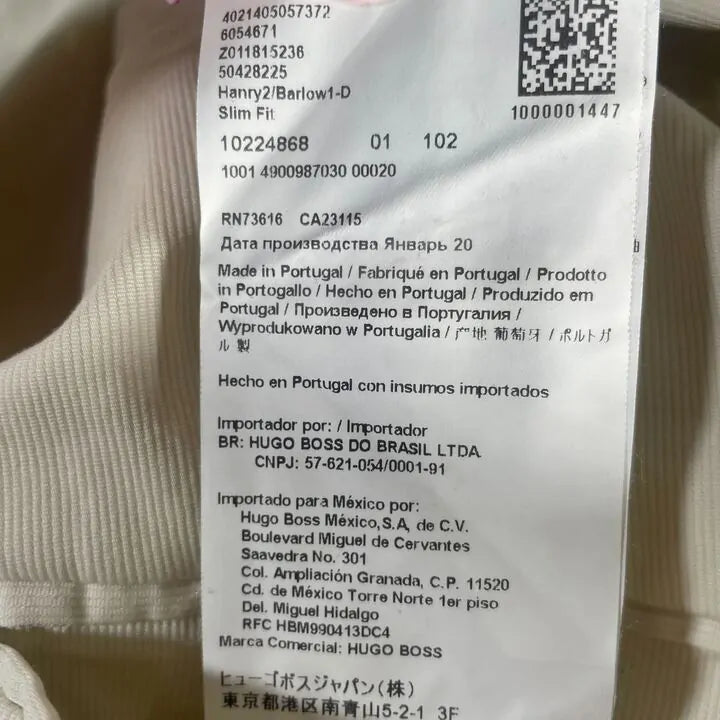 4021405057372
6054671
Z011815236
50428225
Hanry2/Barlow1-D
Slim Fit
1000001447
10224868 01 102
1001 4900987030 00020
RN73616 CA23115
Дата производства Январь 20
Made in Portugal / Fabriqué en Portugal / Prodotto
in Portogallo / Hecho en Portugal / Produzido em
Portugal / Произведено в Португалия /
Wyprodukowano w Portugalia / 产地 葡萄牙 / ポルトガ
ル 製
Hecho en Portugal con insumos importados
Importador por: / Importador
BR: HUGO BOSS DO BRASIL LTDA
CNPJ: 57-621-054/0001-91
Importado para México por:
Hugo Boss México,S.A, de C.V.
Boulevard Miguel de Cervantes
Saavedra No. 301
Col. Ampliación Granada, C.P. 11520
Cd. de México Torre Norte 1er piso
Del. Miguel Hidalgo
RFC HBM990413DC4
Marca Comercial: HUGO BOSS
ヒューゴボスジャパン(株)
東京都港区南青山5-2-1 3F